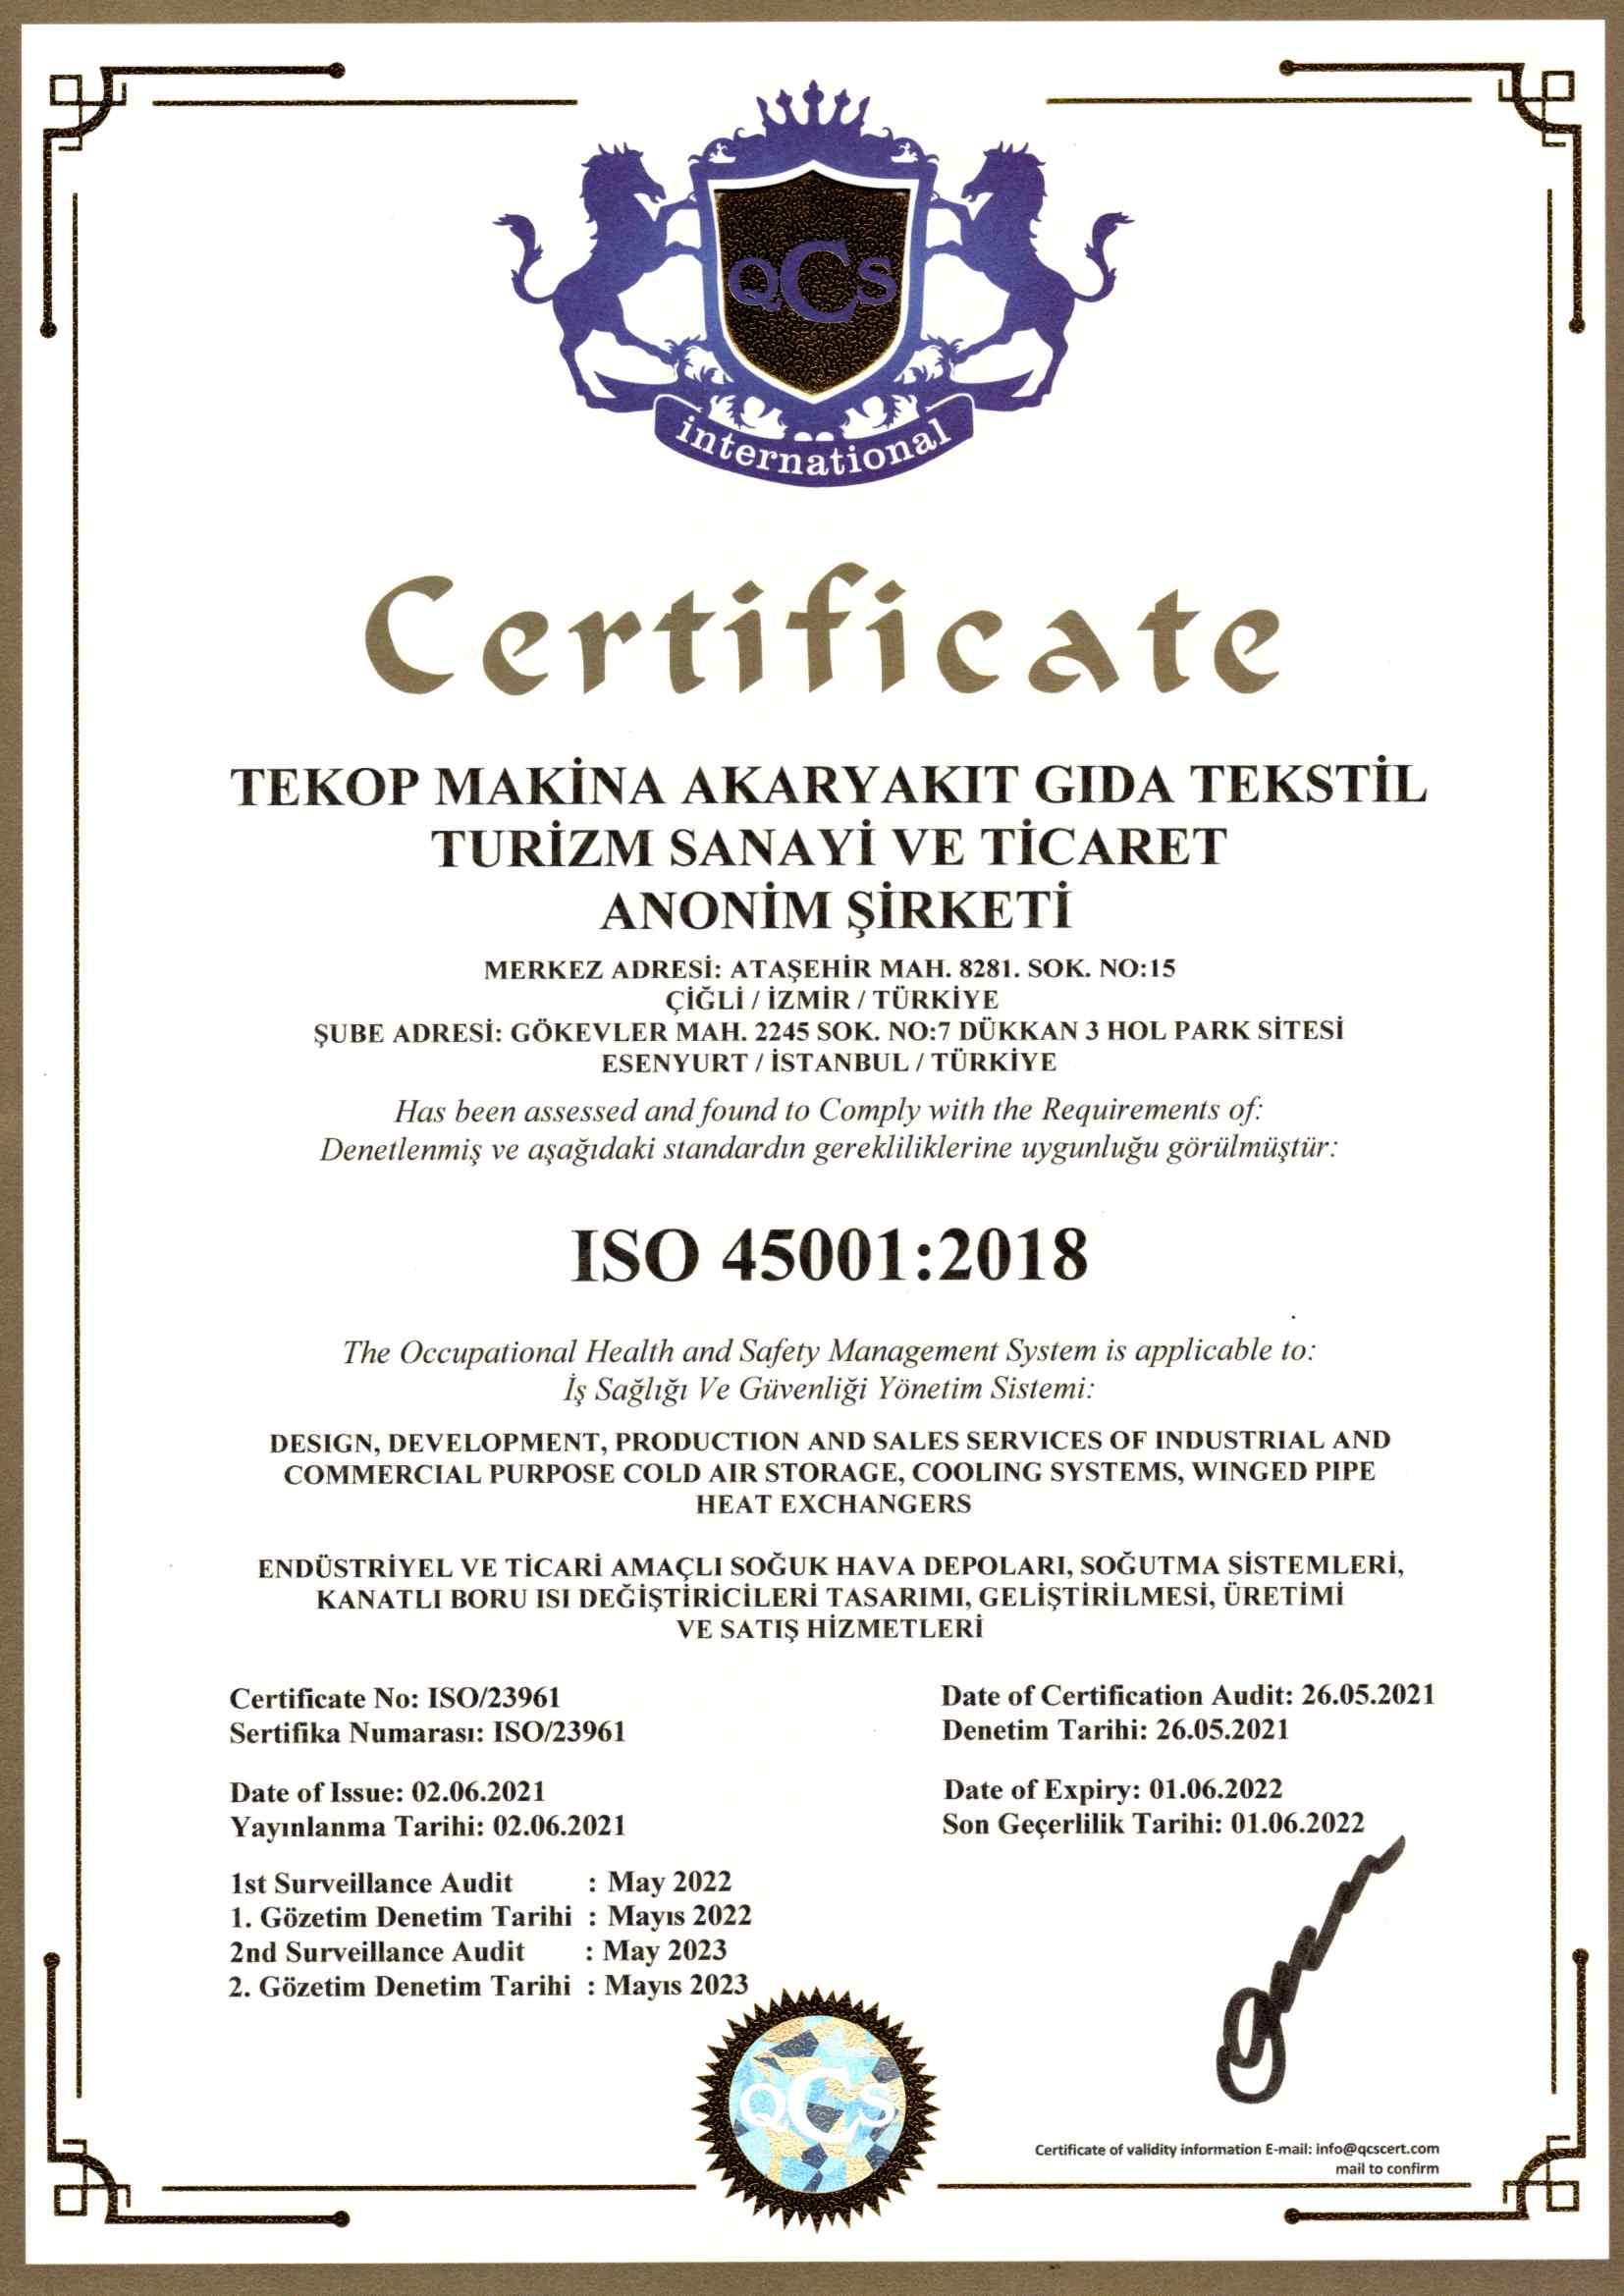 QCS
international
Certificate
TEKOP MAKİNA AKARYAKIT GIDA TEKSTİL
TURİZM SANAYİ VE TİCARET
ANONİM ŞİRKETİ
MERKEZ ADRESİ: ATAŞEHİR MAH. 8281. SOK. NO:15
ÇİĞLİ / İZMİR / TÜRKİYE
ŞUBE ADRESİ: GÖKEVLER MAH. 2245 SOK. NO:7 DÜKKAN 3 HOL PARK SİTESİ
ESENYURT / İSTANBUL / TÜRKİYE
Has been assessed and found to Comply with the Requirements of:
Denetlenmiş ve aşağıdaki standardın gerekliliklerine uygunluğu görülmüştür:
ISO 45001:2018
The Occupational Health and Safety Management System is applicable to:
İş Sağlığı Ve Güvenliği Yönetim Sistemi:
DESIGN, DEVELOPMENT, PRODUCTION AND SALES SERVICES OF INDUSTRIAL AND
COMMERCIAL PURPOSE COLD AIR STORAGE, COOLING SYSTEMS, WINGED PIPE
HEAT EXCHANGERS
ENDÜSTRİYEL VE TİCARİ AMAÇLI SOĞUK HAVA DEPOLARI, SOĞUTMA SİSTEMLERİ,
KANATLI BORU ISI DEĞİŞTİRİCİLERİ TASARIMI, GELİŞTİRİLMESİ, ÜRETİMİ
VE SATIŞ HİZMETLERİ
Certificate No: ISO/23961
Sertifika Numarası: ISO/23961
Date of Certification Audit: 26.05.2021
Denetim Tarihi: 26.05.2021
Date of Issue: 02.06.2021
Yayınlanma Tarihi: 02.06.2021
Date of Expiry: 01.06.2022
Son Geçerlilik Tarihi: 01.06.2022
1st Surveillance Audit : May 2022
1. Gözetim Denetim Tarihi : Mayıs 2022
2nd Surveillance Audit : May 2023
2. Gözetim Denetim Tarihi : Mayıs 2023
QCS
Certificate of validity information E-mail: info@qcscert.com
mail to confirm